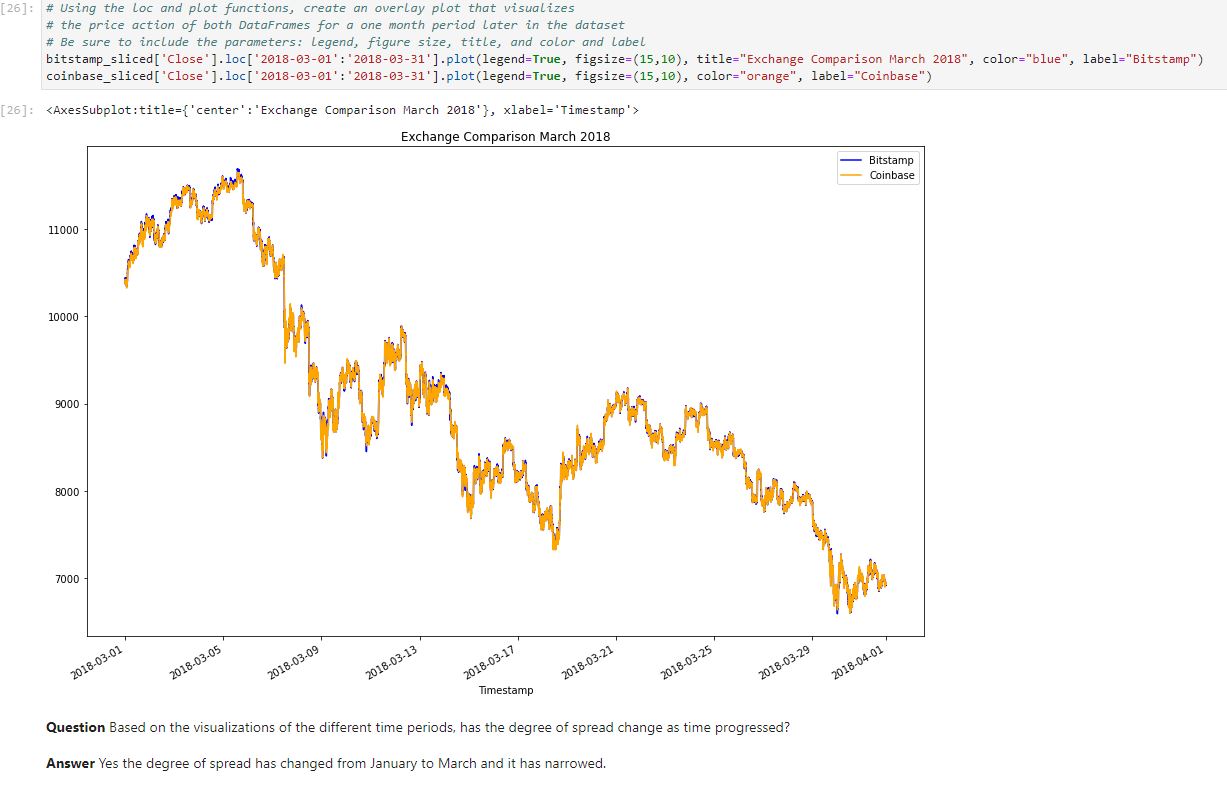 [26]: # Using the loc and plot functions, create an overlay plot that visualizes
# the price action of both DataFrames for a one month period later in the dataset
# Be sure to include the parameters: legend, figure size, title, and color and label
bitstamp_sliced['Close'].loc['2018-03-01':'2018-03-31'].plot(legend=True, figsize=(15,10), title="Exchange Comparison March 2018", color="blue", label="Bitstamp")
coinbase_sliced['Close'].loc['2018-03-01':'2018-03-31'].plot(legend=True, figsize=(15,10), color="orange", label="Coinbase")
[26]: <AxesSubplot:title={'center':'Exchange Comparison March 2018'}, xlabel='Timestamp'>
Exchange Comparison March 2018
Bitstamp
Coinbase
11000
10000
9000
8000
7000
2018-03-01
2018-03-05
2018-03-09
2018-03-13
2018-03-17
2018-03-21
2018-03-25
2018-03-29
2018-04-01
Timestamp
Question Based on the visualizations of the different time periods, has the degree of spread change as time progressed?
Answer Yes the degree of spread has changed from January to March and it has narrowed.